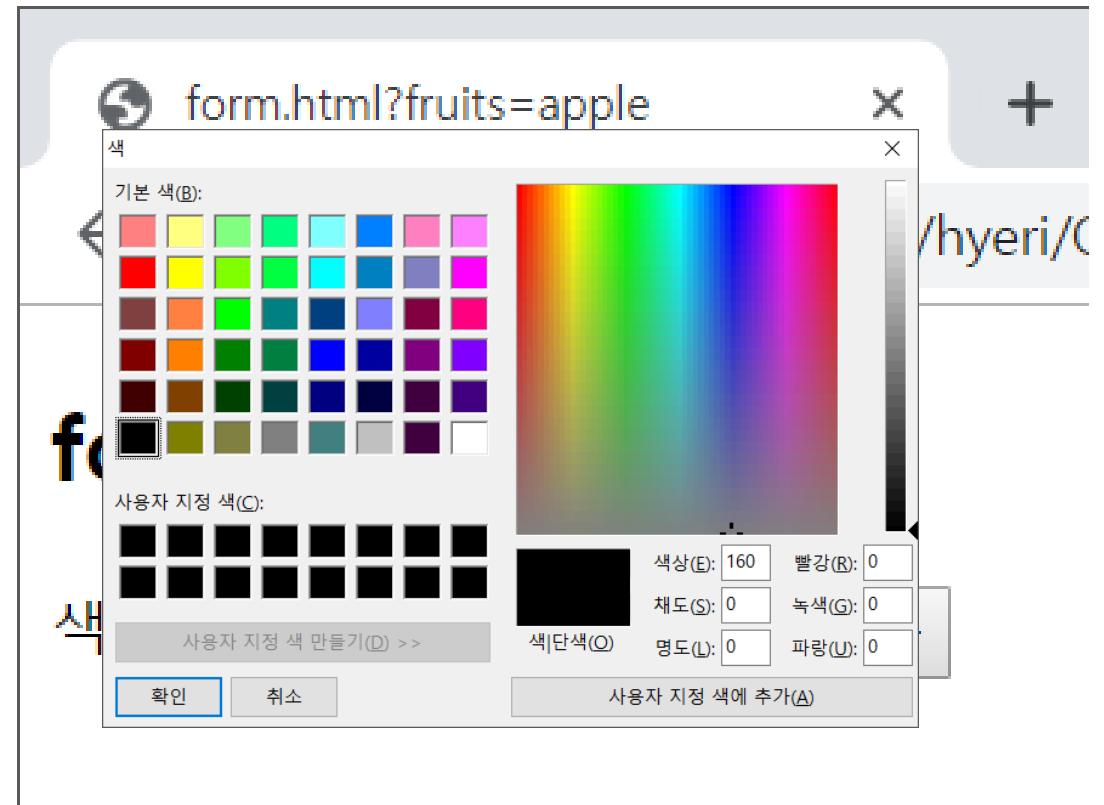 form.html?fruits=apple
색
기본 색(B):
/hyeri/
사용자 지정 색(C):
색
색상(E): 160 빨강(R): 0
채도(S): 0 녹색(G): 0
색|단색(O) 명도(L): 0 파랑(U): 0
사용자 지정 색 만들기(D) >>
확인 취소 사용자 지정 색에 추가(A)